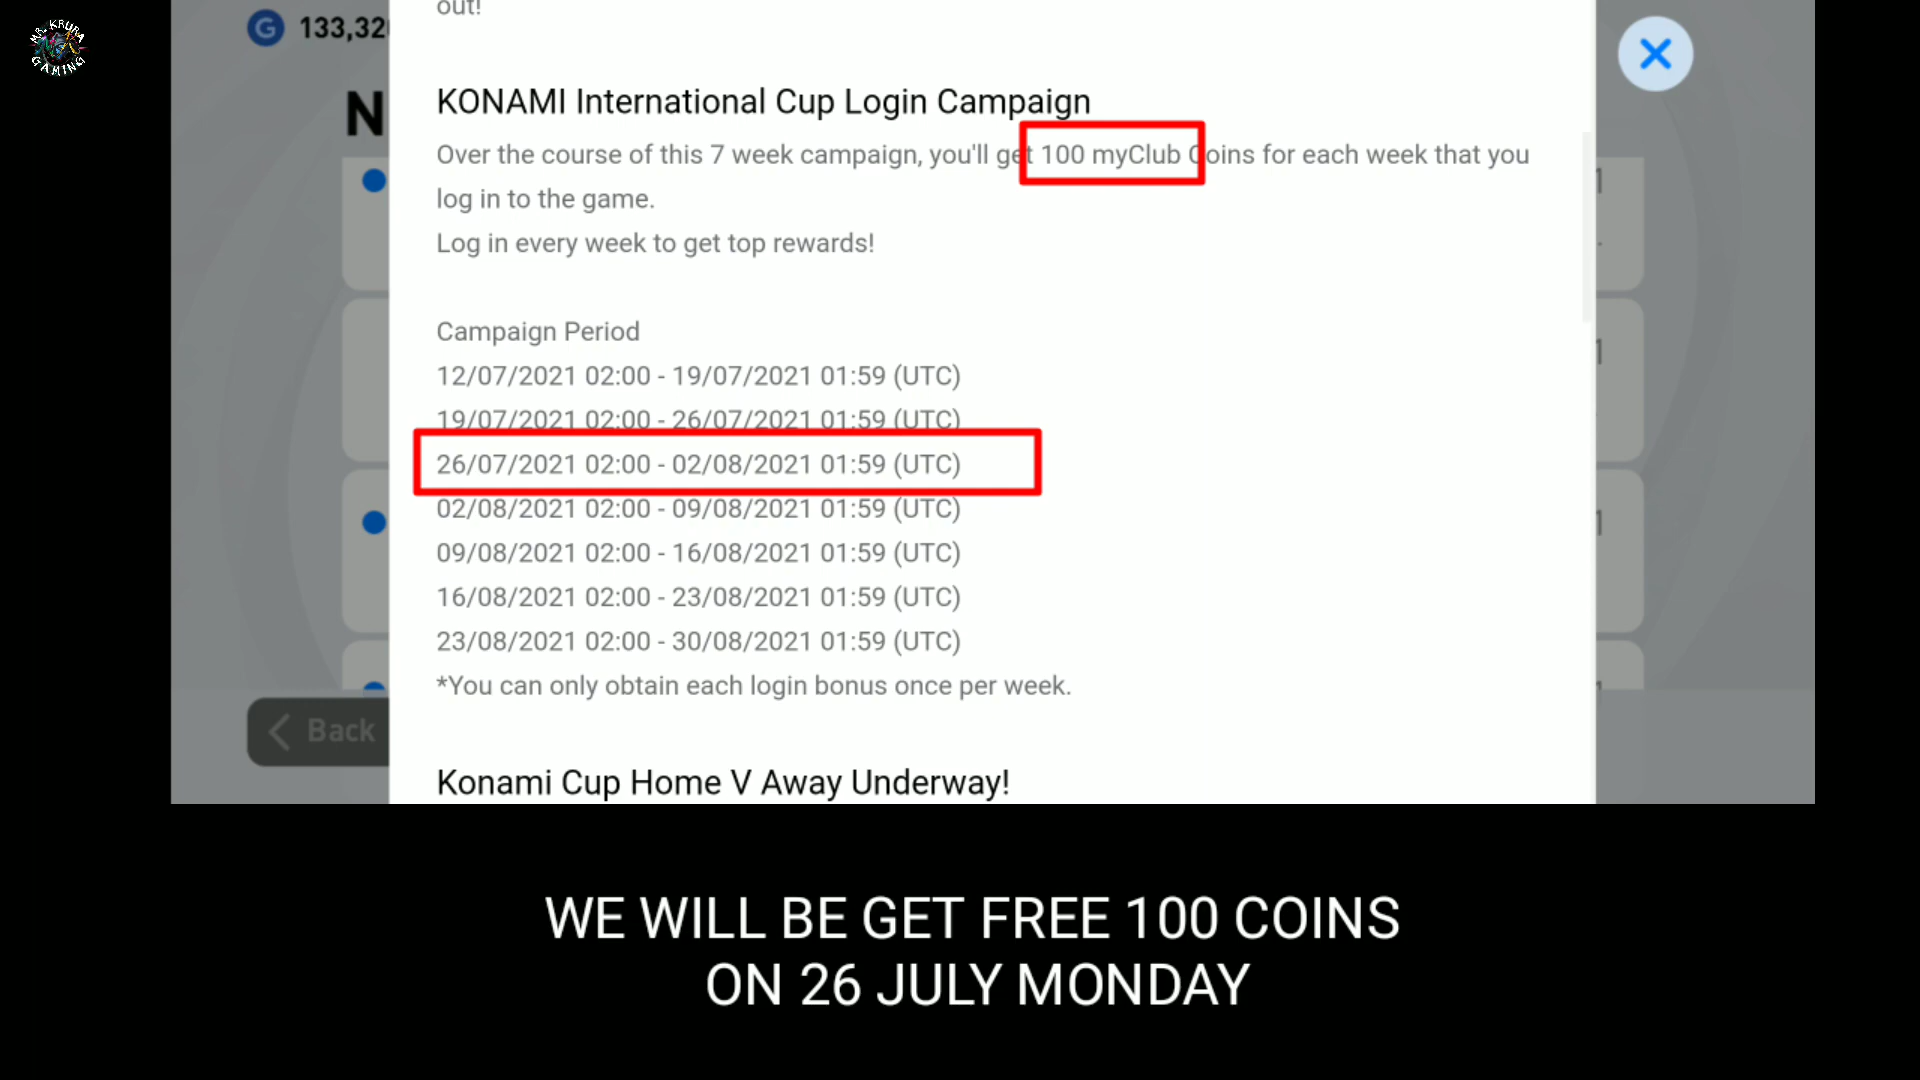 MR. KRURA GAMING
G 133,32
out!
N
KONAMI International Cup Login Campaign
Over the course of this 7 week campaign, you'll get 100 myClub Coins for each week that you
log in to the game.
Log in every week to get top rewards!
Campaign Period
12/07/2021 02:00 - 19/07/2021 01:59 (UTC)
19/07/2021 02:00 - 26/07/2021 01:59 (UTC)
26/07/2021 02:00 - 02/08/2021 01:59 (UTC)
02/08/2021 02:00 - 09/08/2021 01:59 (UTC)
09/08/2021 02:00 - 16/08/2021 01:59 (UTC)
16/08/2021 02:00 - 23/08/2021 01:59 (UTC)
23/08/2021 02:00 - 30/08/2021 01:59 (UTC)
*You can only obtain each login bonus once per week.
Back
Konami Cup Home V Away Underway!
WE WILL BE GET FREE 100 COINS
ON 26 JULY MONDAY